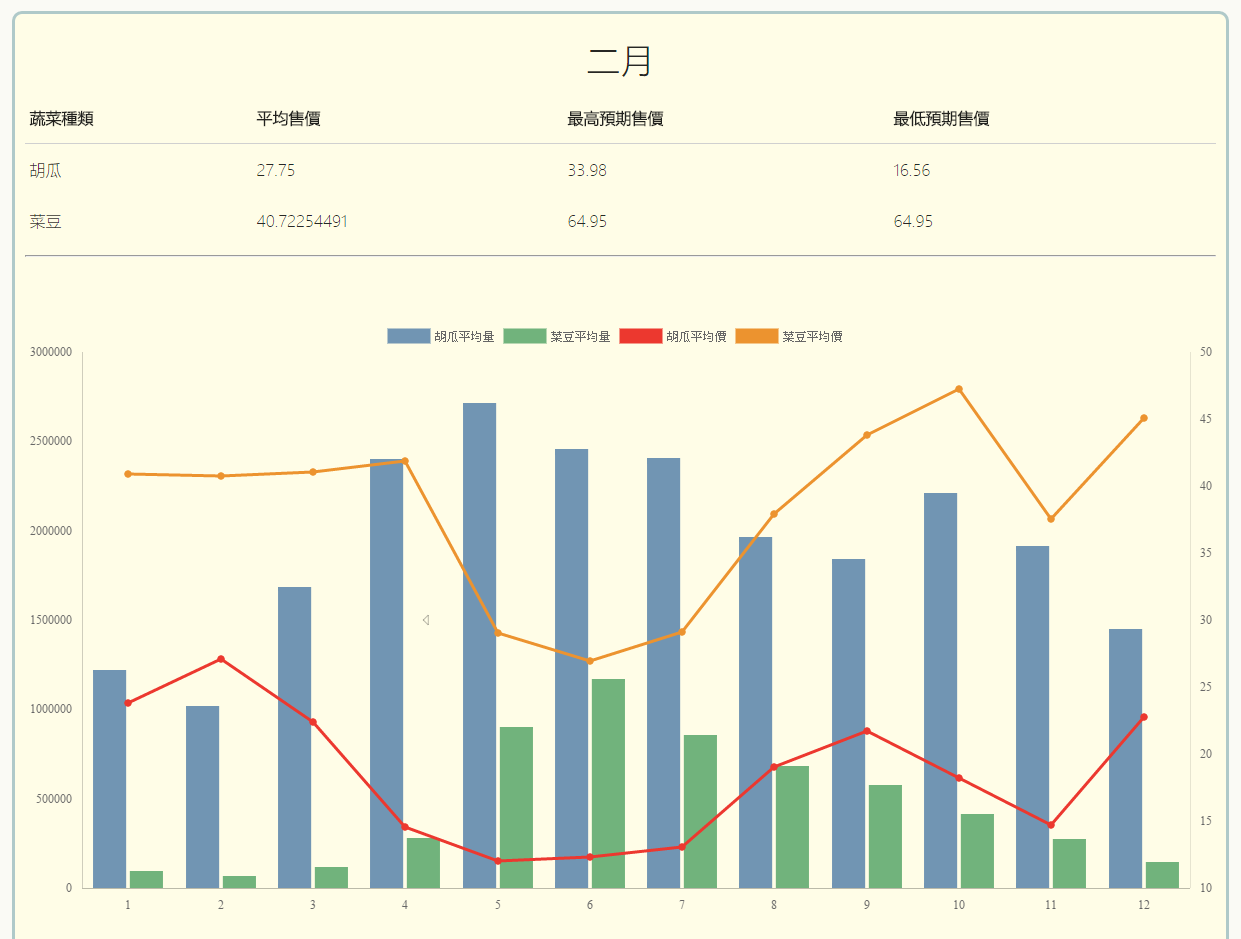 二月
蔬菜種類 平均售價 最高預期售價 最低預期售價
胡瓜 27.75 33.98 16.56
菜豆 40.72254491 64.95 64.95
胡瓜平均量 菜豆平均量 胡瓜平均價 菜豆平均價
3000000 50
2500000 45
2000000 40
1500000 35
1000000 30
500000 25
0 20
15
10
1 2 3 4 5 6 7 8 9 10 11 12